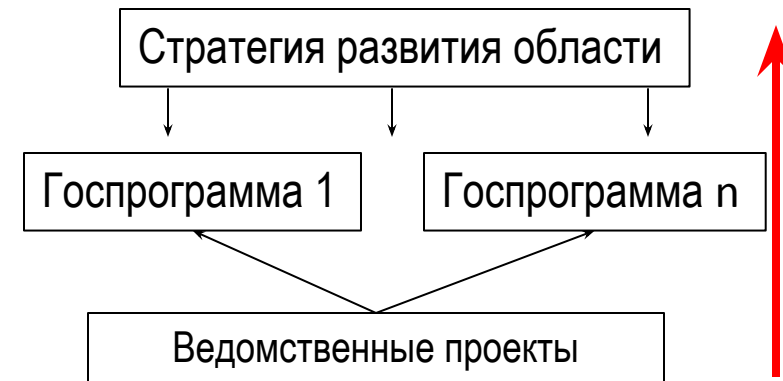 Стратегия развития области
Госпрограмма 1
Госпрограмма n
Ведомственные проекты